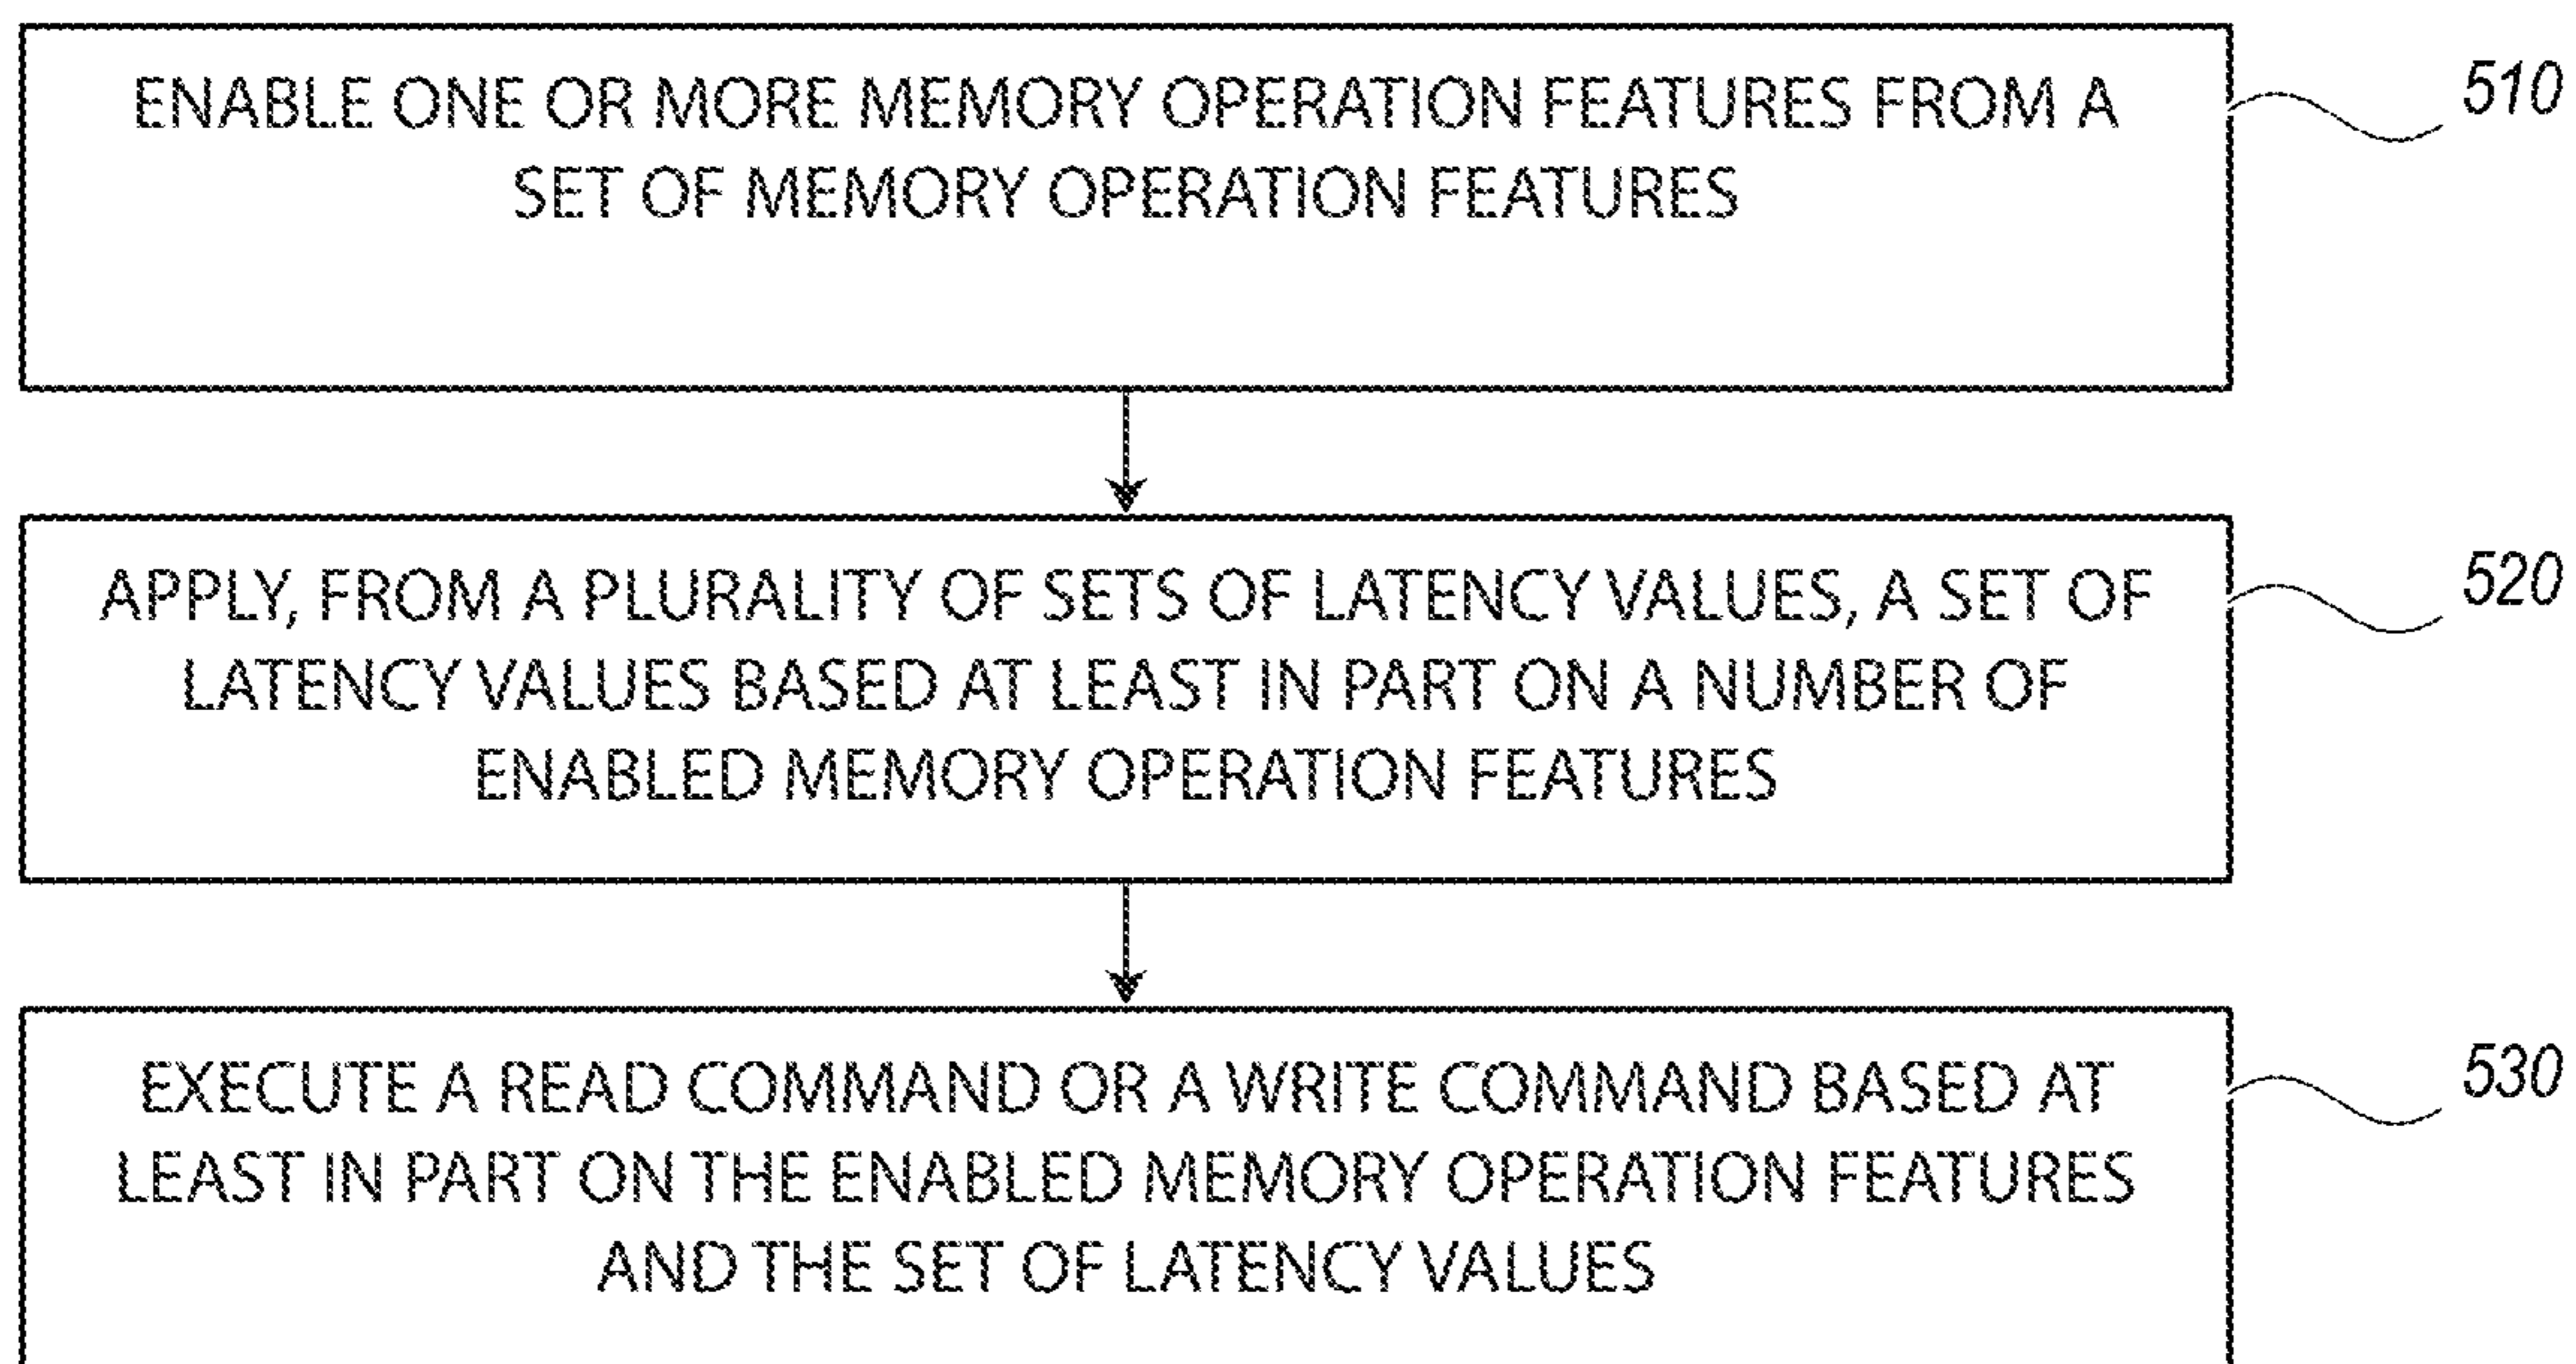 ENABLE ONE OR MORE MEMORY OPERATION FEATURES FROM A
SET OF MEMORY OPERATION FEATURES
510
APPLY, FROM A PLURALITY OF SETS OF LATENCY VALUES, A SET OF
LATENCY VALUES BASED AT LEAST IN PART ON A NUMBER OF
ENABLED MEMORY OPERATION FEATURES
520
EXECUTE A READ COMMAND OR A WRITE COMMAND BASED AT
LEAST IN PART ON THE ENABLED MEMORY OPERATION FEATURES
AND THE SET OF LATENCY VALUES
530